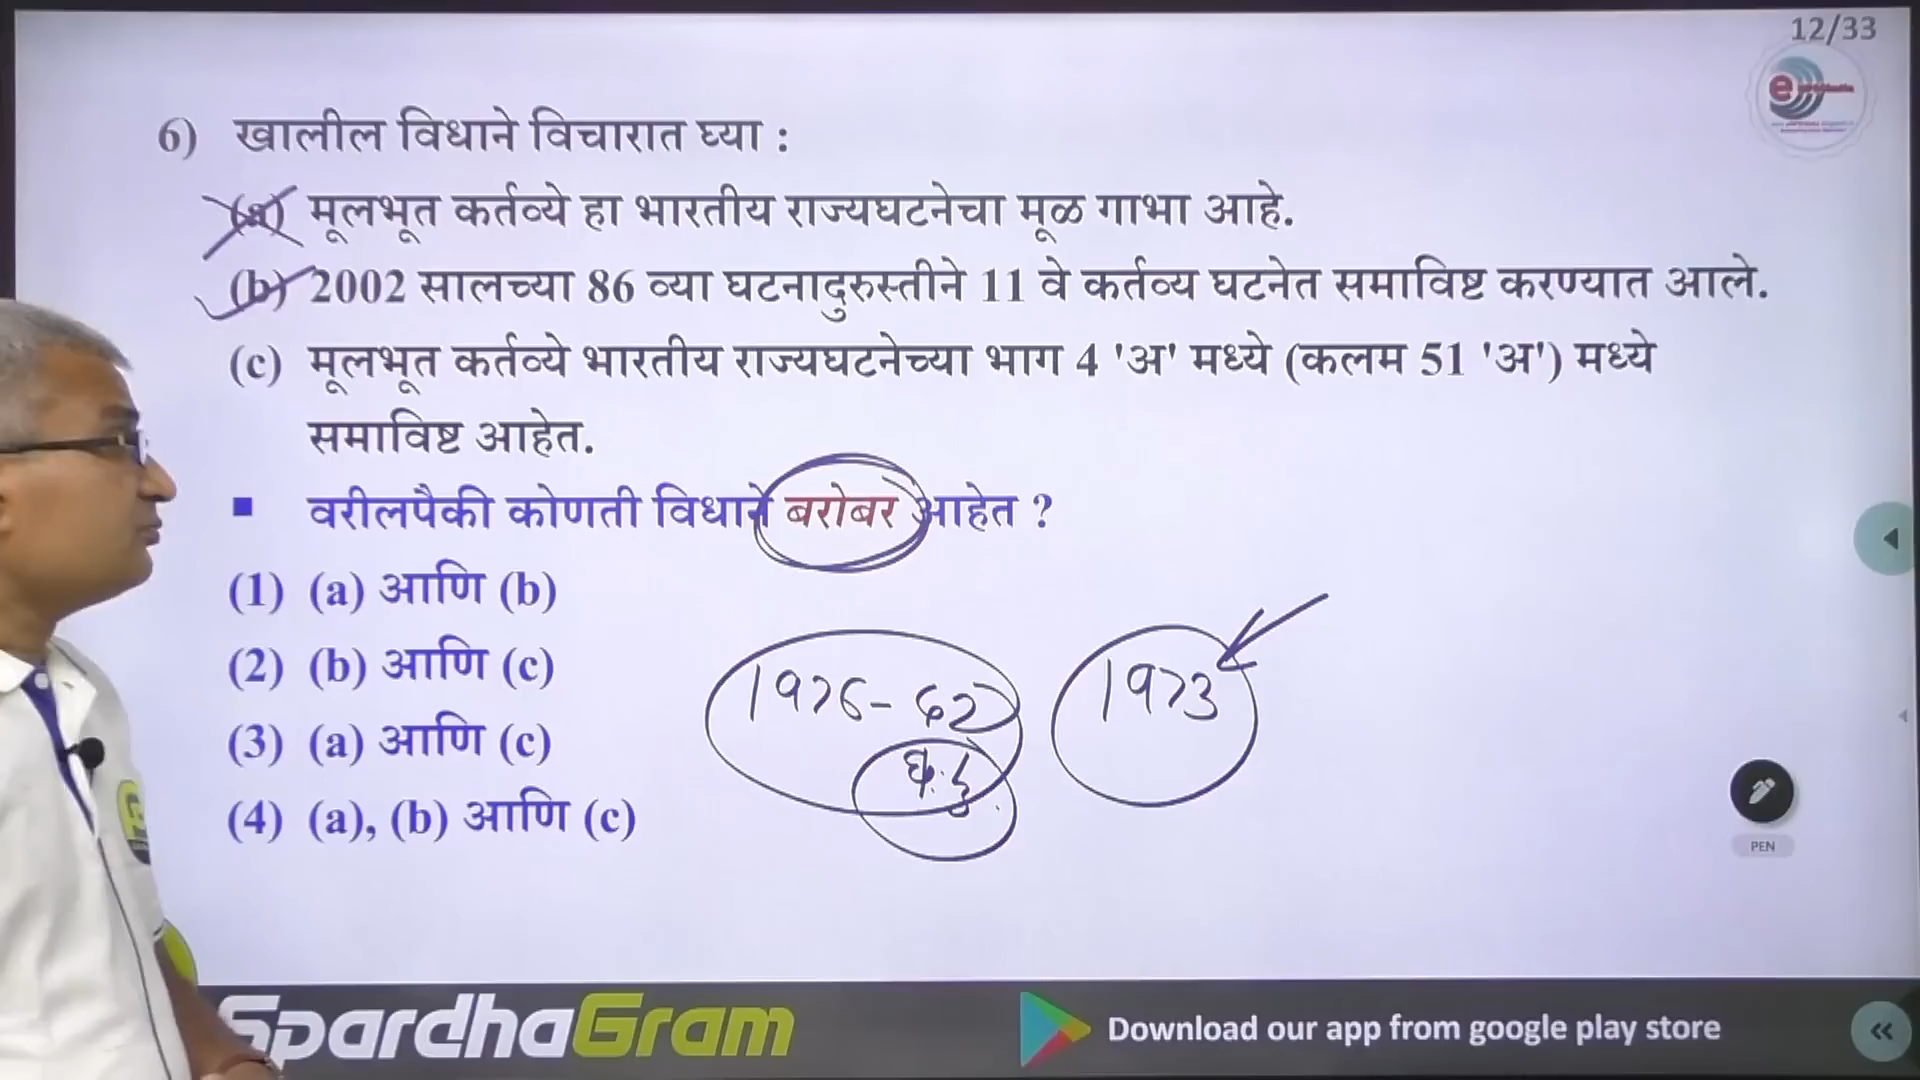 12/33
6) खालील विधाने विचारात घ्या :
(a) मूलभूत कर्तव्ये हा भारतीय राज्यघटनेचा मूळ गाभा आहे.
(b) 2002 सालच्या 86 व्या घटनादुरुस्तीने 11 वे कर्तव्य घटनेत समाविष्ट करण्यात आले.
(c) मूलभूत कर्तव्ये भारतीय राज्यघटनेच्या भाग 4 'अ' मध्ये (कलम 51 'अ') मध्ये
समाविष्ट आहेत.
▪ वरीलपैकी कोणती विधाने बरोबर आहेत ?
(1) (a) आणि (b)
(2) (b) आणि (c)
(3) (a) आणि (c)
(4) (a), (b) आणि (c)
1976-42
1973
घ.दु.
PEN
SpardhaGram
Download our app from google play store